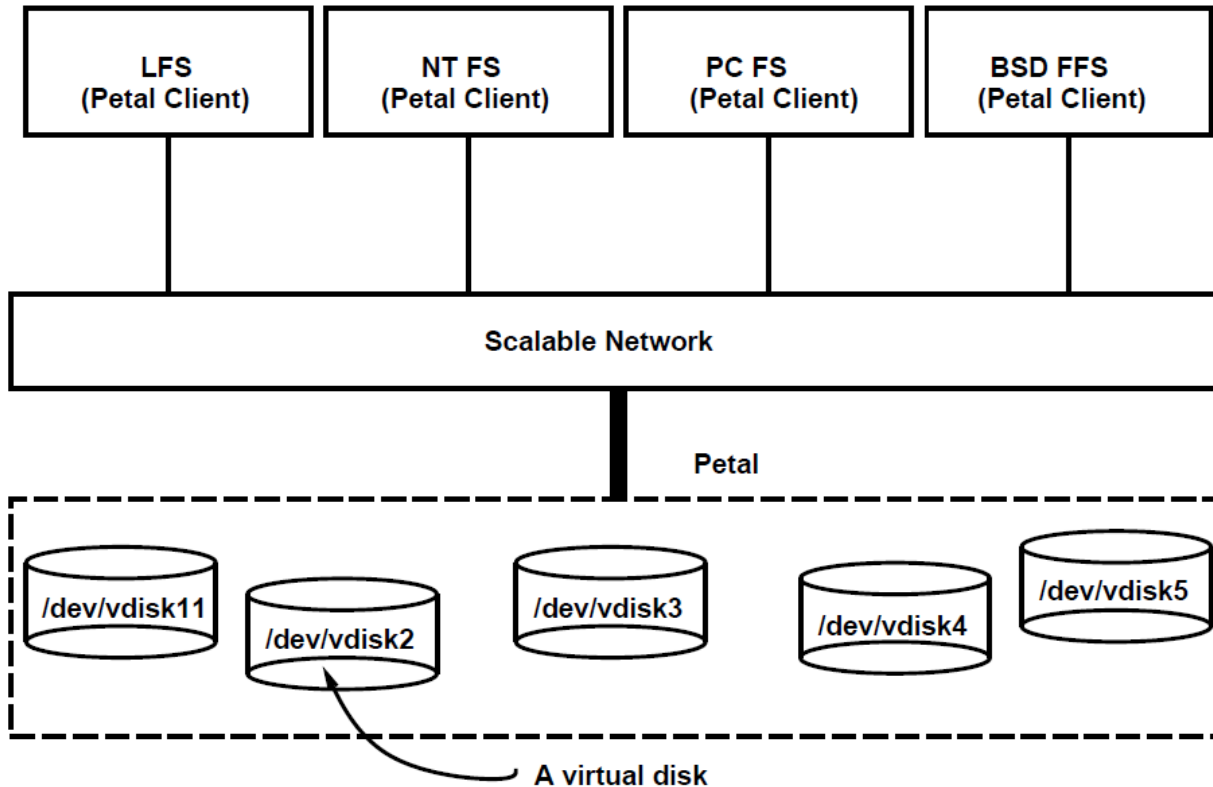 LFS
(Petal Client)
NT FS
(Petal Client)
PC FS
(Petal Client)
BSD FFS
(Petal Client)
Scalable Network
Petal
/dev/vdisk11
/dev/vdisk2
/dev/vdisk3
/dev/vdisk4
/dev/vdisk5
A virtual disk